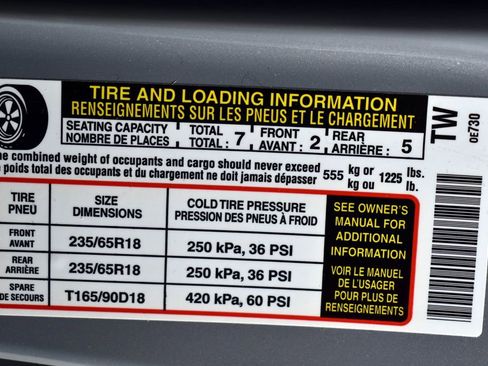 TIRE AND LOADING INFORMATION
RENSEIGNEMENTS SUR LES PNEUS ET LE CHARGEMENT
SEATING CAPACITY TOTAL 7 FRONT 2 REAR 5
NOMBRE DE PLACES TOTAL : AVANT : ARRIÈRE :
combined weight of occupants and cargo should never exceed 555 kg or 1225 lbs.
poids total des occupants et du chargement ne doit jamais dépasser kg ou lb.
TIRE SIZE COLD TIRE PRESSURE
PNEU DIMENSIONS PRESSION DES PNEUS À FROID
FRONT
AVANT 235/65R18 250 kPa, 36 PSI
REAR
ARRIÈRE 235/65R18 250 kPa, 36 PSI
SPARE
DE SECOURS T165/90D18 420 kPa, 60 PSI
SEE OWNER'S
MANUAL FOR
ADDITIONAL
INFORMATION
VOIR LE MANUEL
DE L'USAGER
POUR PLUS DE
RENSEIGNEMENTS
TW
0E730